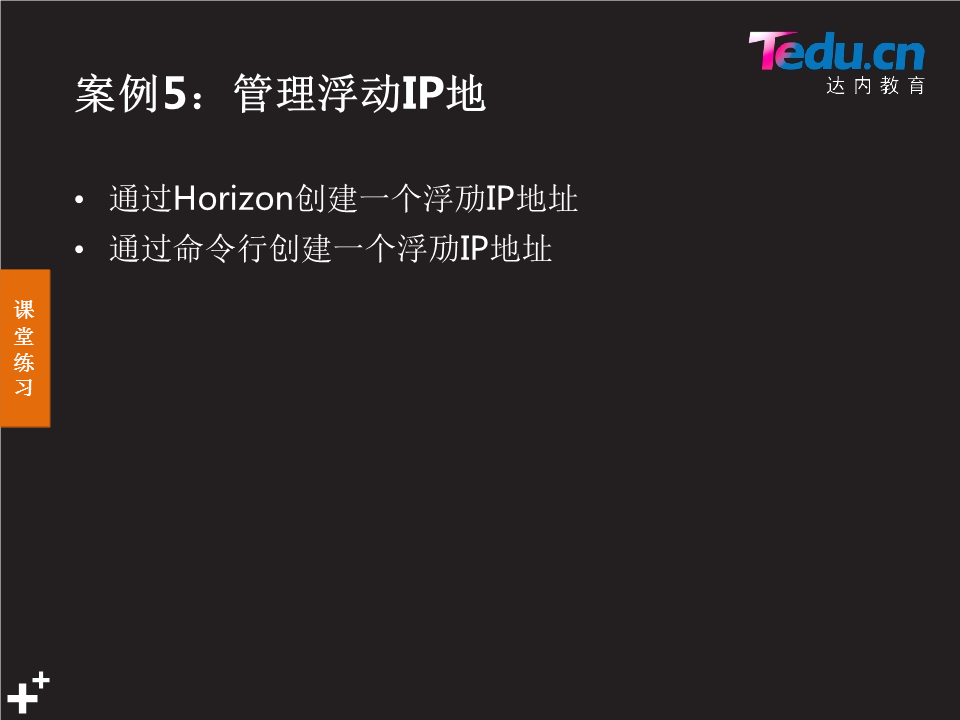 Tedu.cn
达内教育
案例5：管理浮动IP地
• 通过Horizon创建一个浮劢IP地址
• 通过命令行创建一个浮劢IP地址
课
堂
练
习